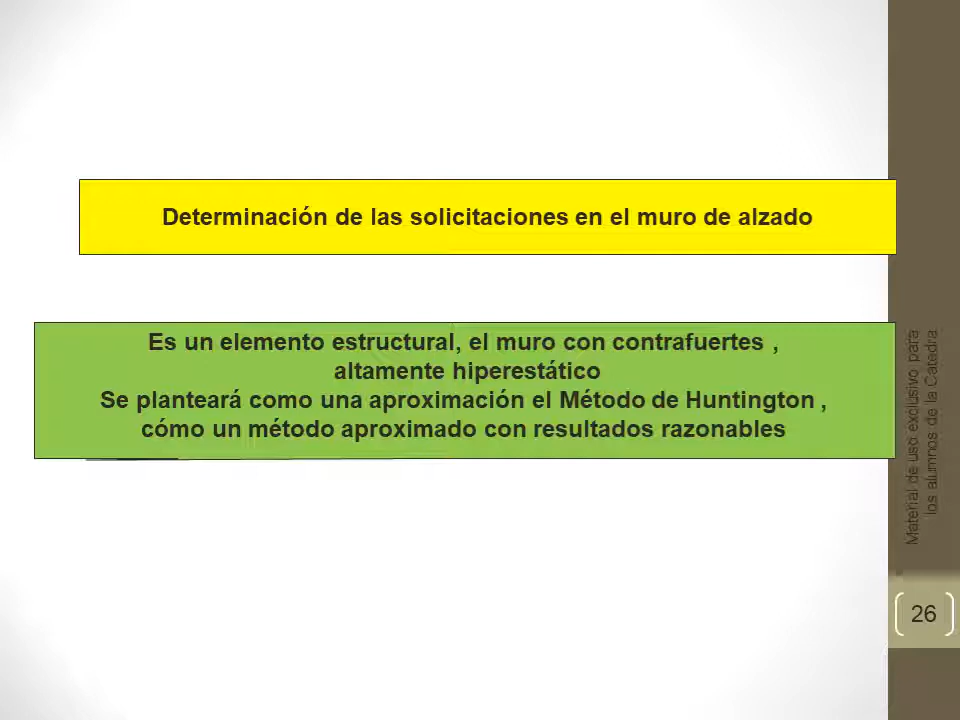 Determinación de las solicitaciones en el muro de alzado
Es un elemento estructural, el muro con contrafuertes ,
altamente hiperestático
Se planteará como una aproximación el Método de Huntington ,
cómo un método aproximado con resultados razonables
Material de uso exclusivo para
los alumnos de la Catedra
26